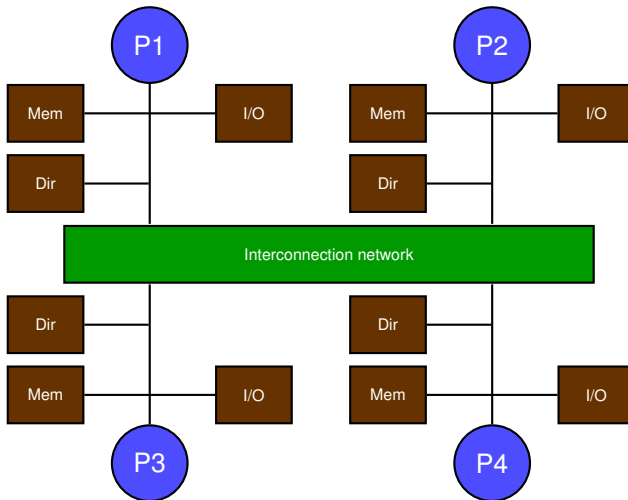 P1
P2
Mem
I/O
Mem
I/O
Dir
Dir
Interconnection network
Dir
Dir
Mem
I/O
Mem
I/O
P3
P4